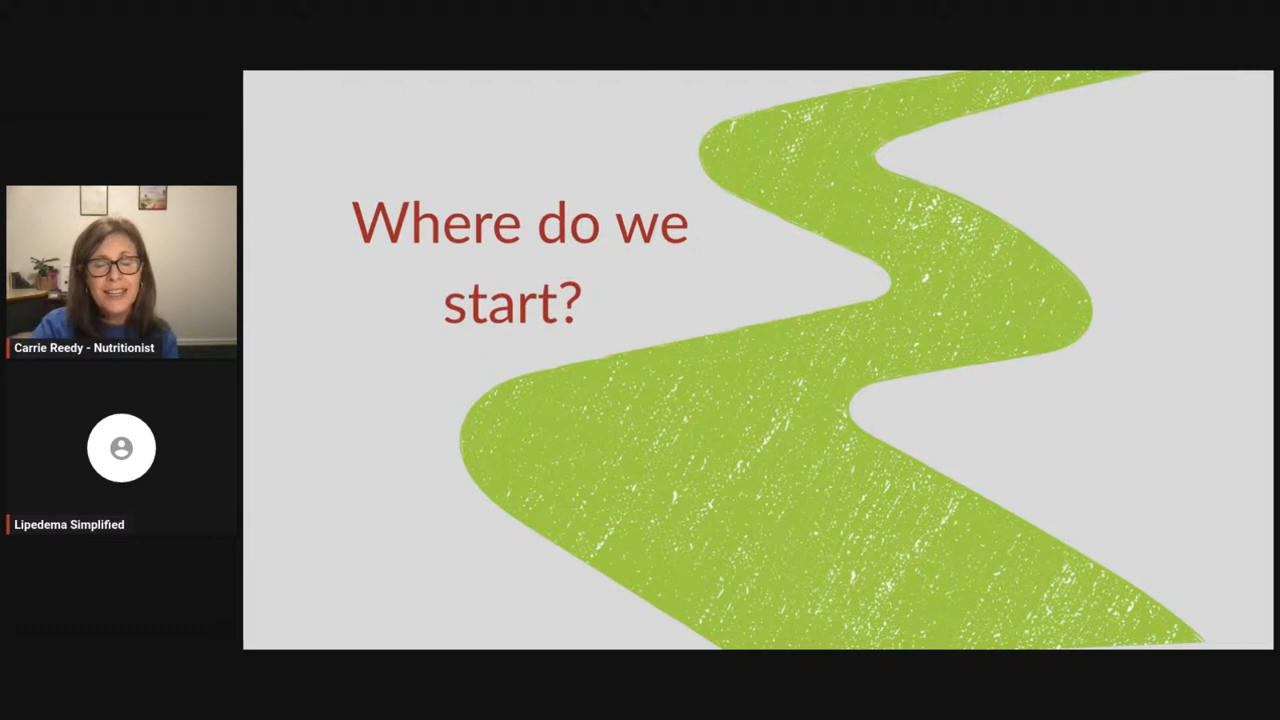 Where do we
start?
Carrie Reedy - Nutritionist
Lipedema Simplified